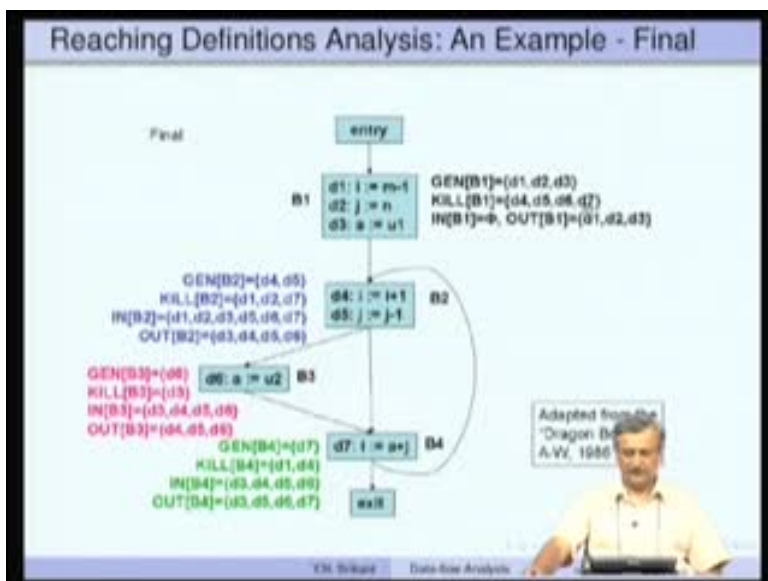 Reaching Definitions Analysis: An Example - Final
Final
entry
B1
d1: i := m-1
d2: j := n
d3: a := u1
GEN[B1]={d1,d2,d3}
KILL[B1]={d4,d5,d6,d7}
IN[B1]=Φ, OUT[B1]={d1,d2,d3}
GEN[B2]={d4,d5}
KILL[B2]={d1,d2,d7}
IN[B2]={d1,d2,d3,d5,d6,d7}
OUT[B2]={d3,d4,d5,d6}
d4: i := i+1
d5: j := j-1
B2
GEN[B3]={d6}
KILL[B3]={d3}
IN[B3]={d3,d4,d5,d6}
OUT[B3]={d4,d5,d6}
d6: a := u2
B3
GEN[B4]={d7}
KILL[B4]={d1,d4}
IN[B4]={d3,d4,d5,d6}
OUT[B4]={d3,d5,d6,d7}
d7: i := a+j
B4
exit
Adapted from the
"Dragon
A-W, 1986
Y.N. Srikant Data-flow Analysis